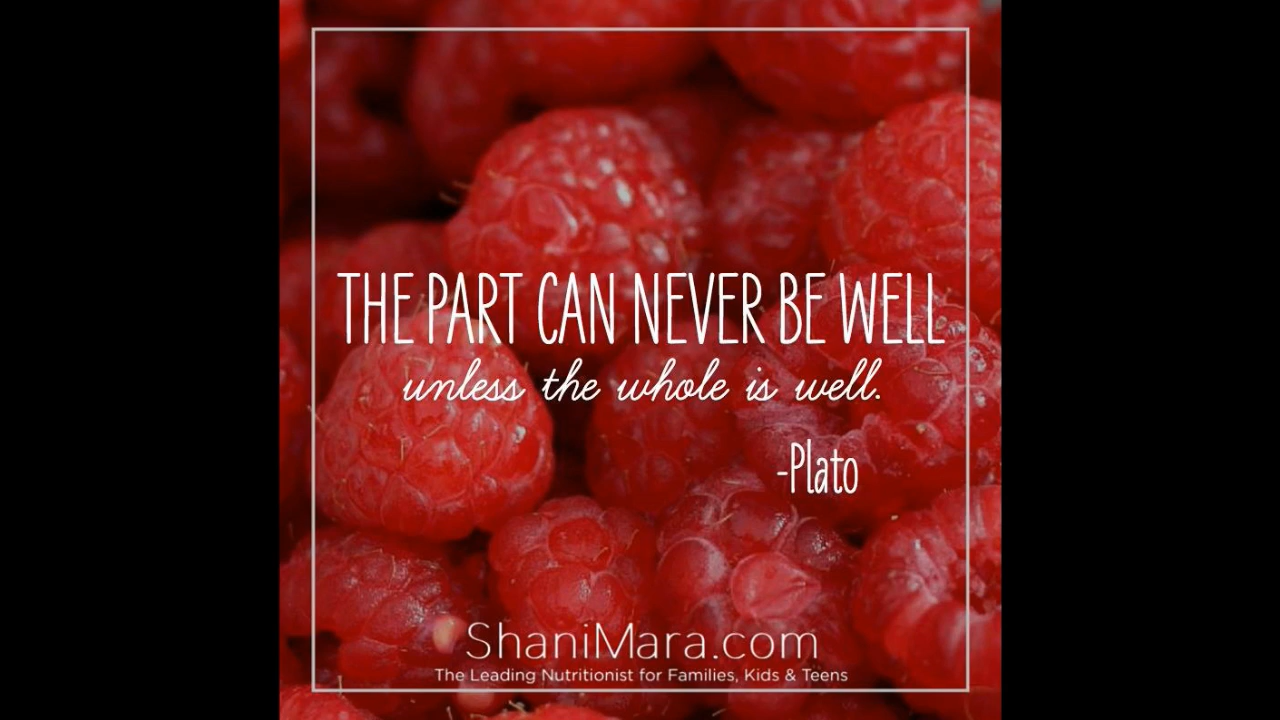 THE PART CAN NEVER BE WELL
unless the whole is well.
-Plato
ShaniMara.com
The Leading Nutritionist for Families, Kids & Teens